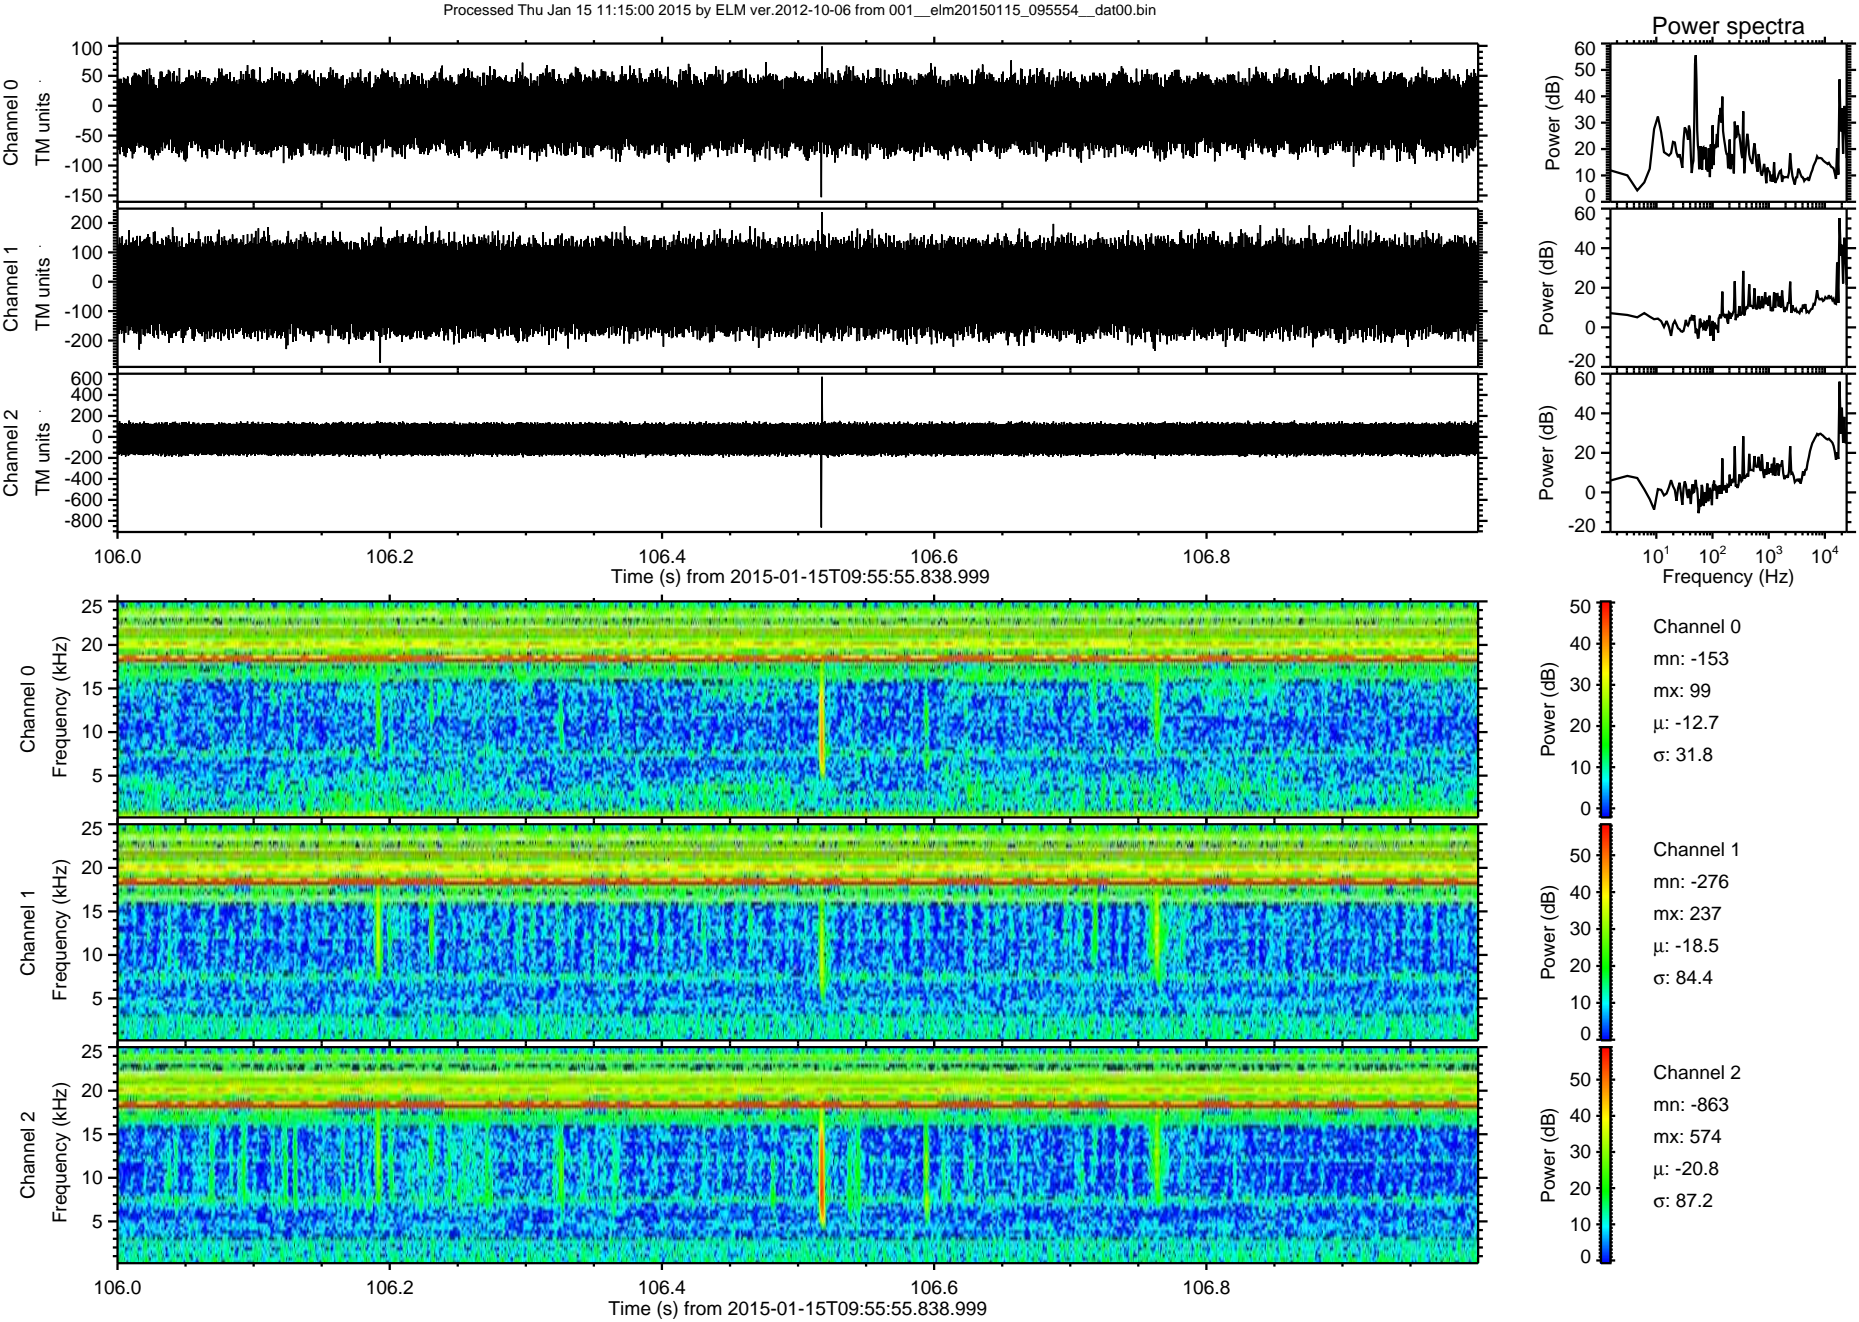 Processed Thu Jan 15 11:15:00 2015 by ELM ver.2012-10-06 from 001__elm20150115_095554__dat00.bin
Power spectra
Channel 0
TM units
100
50
0
-50
-100
-150
Power (dB)
60
50
40
30
20
10
0
Channel 1
TM units
200
100
0
-100
-200
Power (dB)
60
40
20
0
-20
Channel 2
TM units
600
400
200
0
-200
-400
-600
-800
Power (dB)
60
40
20
0
-20
106.0 106.2 106.4 106.6 106.8
Time (s) from 2015-01-15T09:55:55.838.999
10¹ 10² 10³ 10⁴
Frequency (Hz)
Channel 0
Frequency (kHz)
25
20
15
10
5
Power (dB)
50
40
30
20
10
0
Channel 0
mn: -153
mx: 99
μ: -12.7
σ: 31.8
Channel 1
Frequency (kHz)
25
20
15
10
5
Power (dB)
50
40
30
20
10
0
Channel 1
mn: -276
mx: 237
μ: -18.5
σ: 84.4
Channel 2
Frequency (kHz)
25
20
15
10
5
Power (dB)
50
40
30
20
10
0
Channel 2
mn: -863
mx: 574
μ: -20.8
σ: 87.2
106.0 106.2 106.4 106.6 106.8
Time (s) from 2015-01-15T09:55:55.838.999